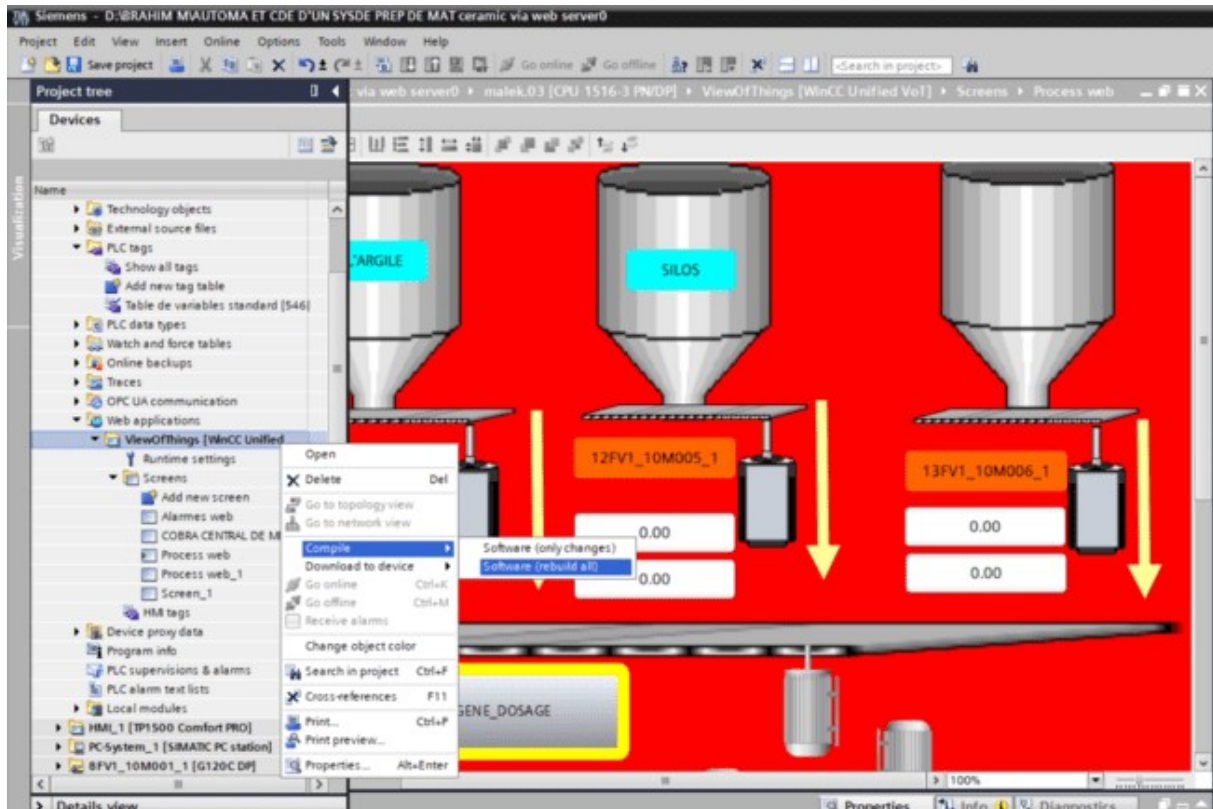 Siemens - D:\BRAHIM M\AUTOMA ET CDE D'UN SYSDE PREP DE MAT ceramic via web server0
Project Edit View Insert Online Options Tools Window Help
Save project Go online Go offline <Search in project>
Project tree
via web server0 ▸ malek.03 [CPU 1516-3 PN/DP] ▸ ViewOfThings [WinCC Unified VoT] ▸ Screens ▸ Process web
Devices
Visualization
Name
Technology objects
External source files
PLC tags
Show all tags
Add new tag table
Table de variables standard [546]
PLC data types
Watch and force tables
Online backups
Traces
OPC UA communication
Web applications
ViewOfThings [WinCC Unified
Runtime settings
Screens
Add new screen
Alarmes web
COBRA CENTRAL DE
Process web
Process web_1
Screen_1
HMI tags
Device proxy data
Program info
PLC supervisions & alarms
PLC alarm text lists
Local modules
HMI_1 [TP1500 Comfort PRO]
PC-System_1 [SIMATIC PC station]
8FV1_10M001_1 [G120C DP]
Details view
Open
Delete Del
Go to topology view
Go to network view
Compile
Download to device
Go online Ctrl+K
Go offline Ctrl+M
Receive alarms
Change object color
Search in project Ctrl+F
Cross-references F11
Print... Ctrl+P
Print preview...
Properties... Alt+Enter
Software (only changes)
Software (rebuild all)
L'ARGILE
SILOS
12FV1_10M005_1
13FV1_10M006_1
0.00
0.00
0.00
0.00
GENE_DOSAGE
100%
Properties Info Diagnostics